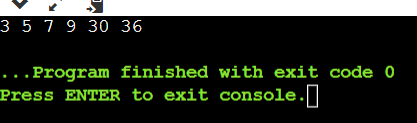 3 5 7 9 30 36
...Program finished with exit code 0
Press ENTER to exit console.